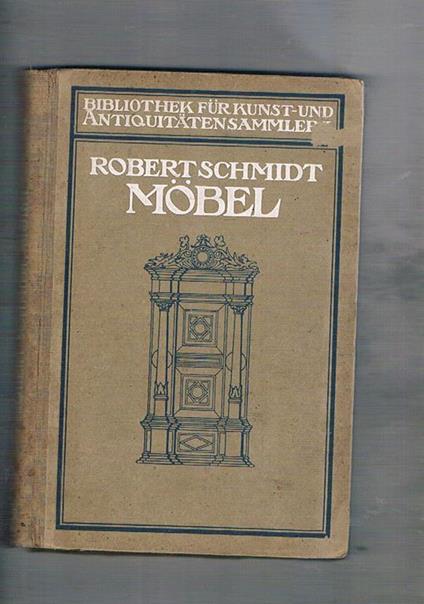 BIBLIOTHEK FÜR KUNST- UND
ANTIQUITÄTENSAMMLER
ROBERT SCHMIDT
MÖBEL